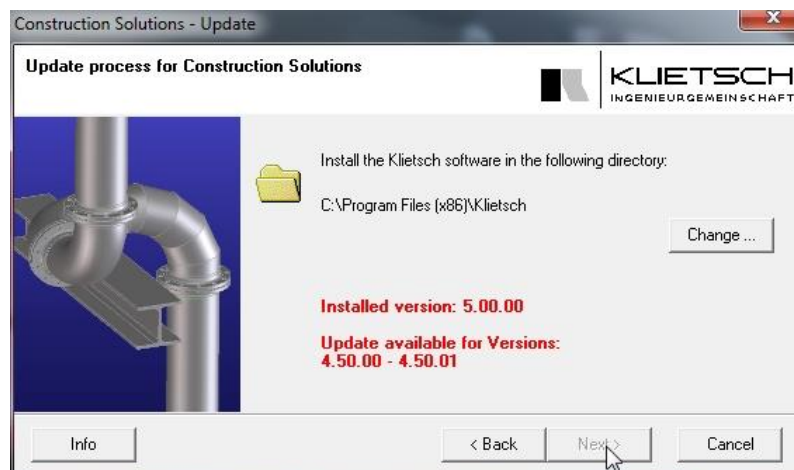 Construction Solutions - Update
Update process for Construction Solutions
KLIETSCH
INGENIEURGEMEINSCHAFT
Install the Klietsch software in the following directory:
C:\Program Files (x86)\Klietsch
Change ...
Installed version: 5.00.00
Update available for Versions:
4.50.00 - 4.50.01
Info
< Back
Next >
Cancel